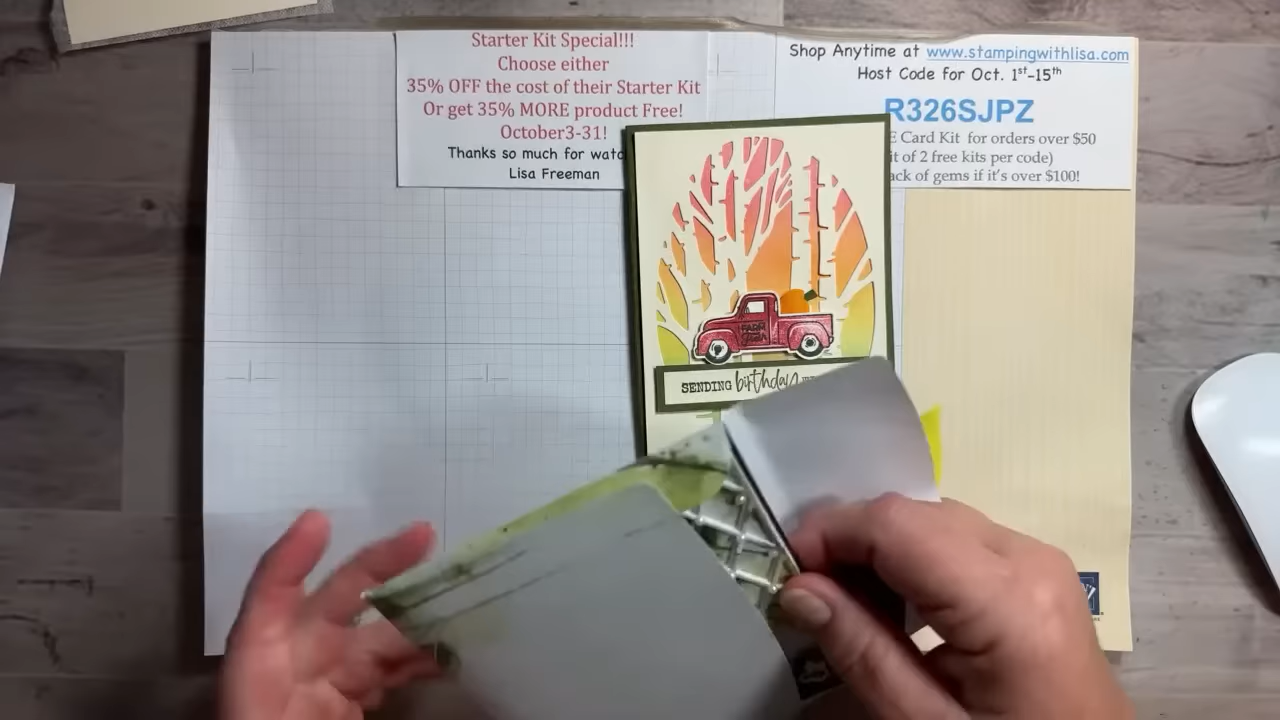 Starter Kit Special!!!
Choose either
35% OFF the cost of their Starter Kit
Or get 35% MORE product Free!
October3-31!
Thanks so much for
Lisa Freeman
Shop Anytime at www.stampingwithlisa.com
Host Code for Oct. 1st-15th
R326SJPZ
Card Kit for orders over $50
of 2 free kits per code)
of gems if it's over $100!
FARM
Fresh
SENDING birthday